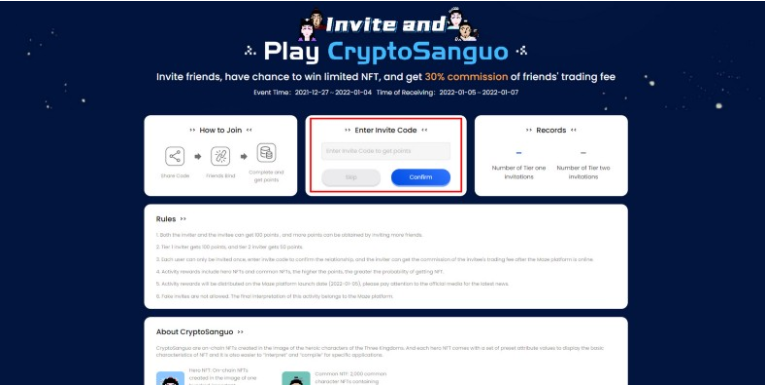 Invite and
Play CryptoSanguo
Invite friends, have chance to win limited NFT, and get 30% commission of friends' trading fee
Event Time: 2021-12-27 - 2022-01-04 Time of Receiving: 2022-01-05 - 2022-01-07
How to Join
Share Code
Friends Bind
Complete and
get points
Enter Invite Code
Enter Invite Code to get points
Skip
Confirm
Records
–
Number of Tier one
invitations
–
Number of Tier two
invitations
Rules
1. Both the inviter and the invitee can get 100 points, and more points can be obtained by inviting more friends.
2. Tier 1 inviter gets 100 points, and tier 2 inviter gets 50 points.
3. Each user can only be invited once, enter invite code to confirm the relationship, and the inviter can get the commission of the invitee's trading fee after the Maze platform is online.
4. Activity rewards include hero NFTs and common NFTs, the higher the points, the greater the probability of getting NFT.
5. Activity rewards will be distributed on the Maze platform launch date (2022-01-05), please pay attention to the official media for the latest news.
6. Fake invites are not allowed. The final interpretation of this activity belongs to the Maze platform.
About CryptoSanguo
CryptoSanguo are on-chain NFTs created in the image of the heroic characters of the Three Kingdoms. And each hero NFT comes with a set of preset attribute values to display the basic
characteristics of NFT and it is also easier to "interpret" and "compile" for specific applications.
Hero NFT: On-chain NFTs
created in the image of one
Common NFT: 2,000 common
character NFTs containing